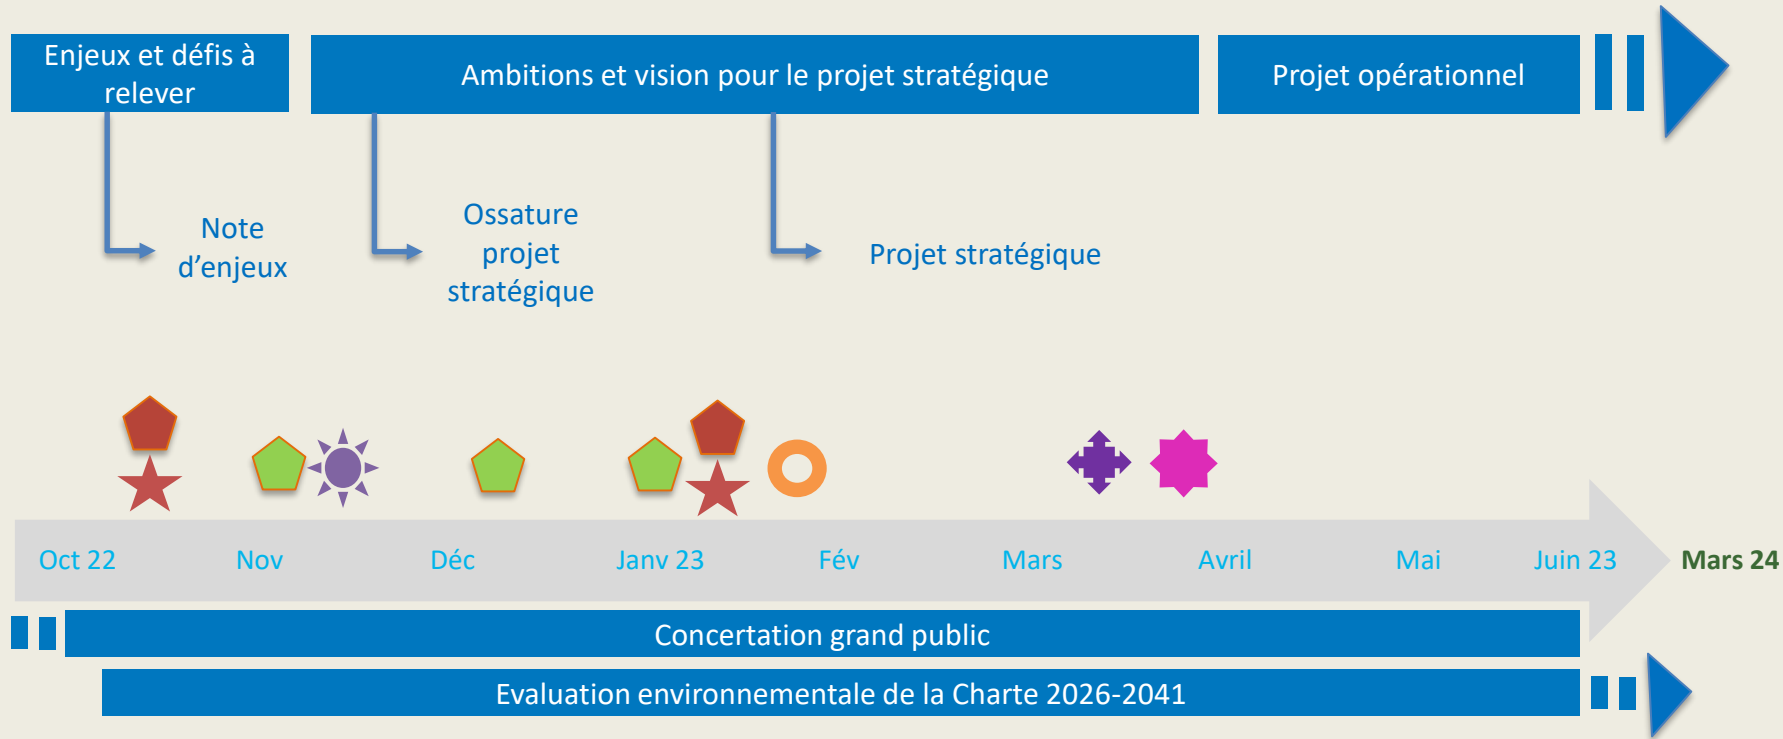 Enjeux et défis à
relever
Ambitions et vision pour le projet stratégique
Projet opérationnel
Note
d’enjeux
Ossature
projet
stratégique
Projet stratégique
Oct 22
Nov
Déc
Janv 23
Fév
Mars
Avril
Mai
Juin 23
Mars 24
Concertation grand public
Evaluation environnementale de la Charte 2026-2041